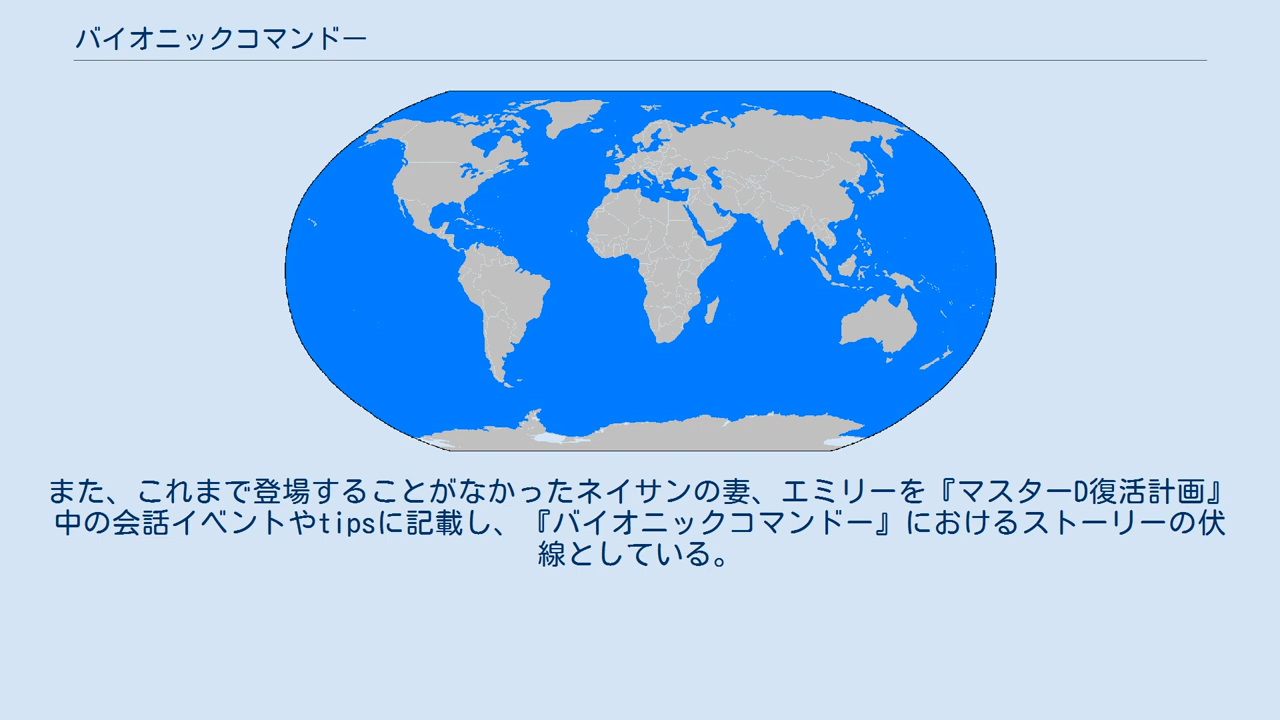 バイオニックコマンドー
また、これまで登場することがなかったネイサンの妻、エミリーを『マスターD復活計画』
中の会話イベントやtipsに記載し、『バイオニックコマンドー』におけるストーリーの伏
線としている。